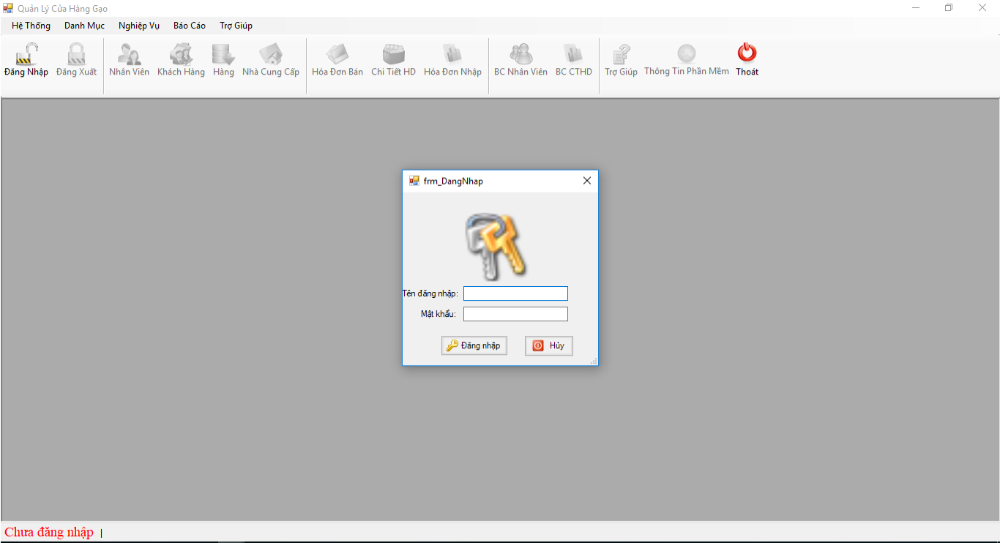 Quản Lý Cửa Hàng Gạo
Hệ Thống Danh Mục Nghiệp Vụ Báo Cáo Trợ Giúp
Đăng Nhập Đăng Xuất Nhân Viên Khách Hàng Hàng Nhà Cung Cấp Hóa Đơn Bán Chi Tiết HD Hóa Đơn Nhập BC Nhân Viên BC CTHD Trợ Giúp Thông Tin Phần Mềm Thoát
frm_DangNhap
Tên đăng nhập:
Mật khẩu:
Đăng nhập Hủy
Chưa đăng nhập |